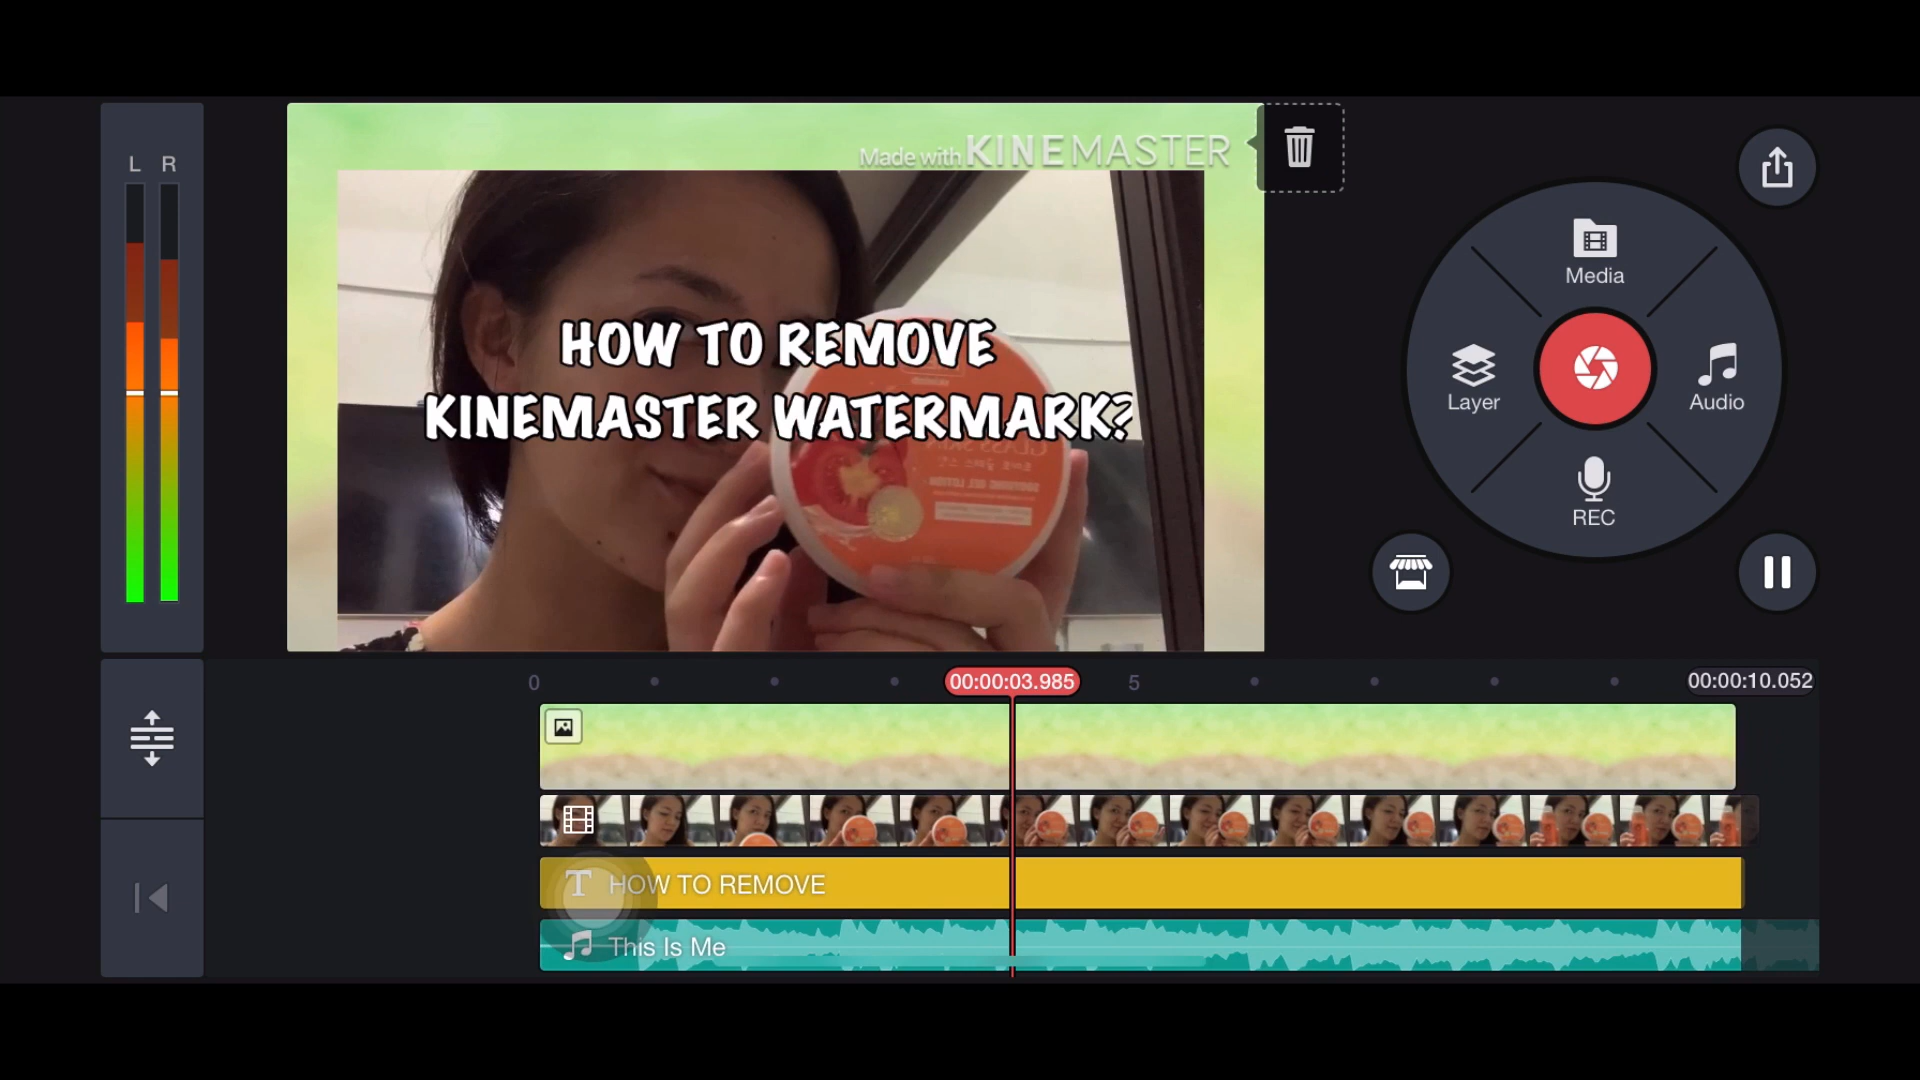 L R
Made with KINEMASTER
HOW TO REMOVE
KINEMASTER WATERMARK?
Media
Layer
Audio
REC
0
00:00:03.985
5
00:00:10.052
HOW TO REMOVE
This Is Me